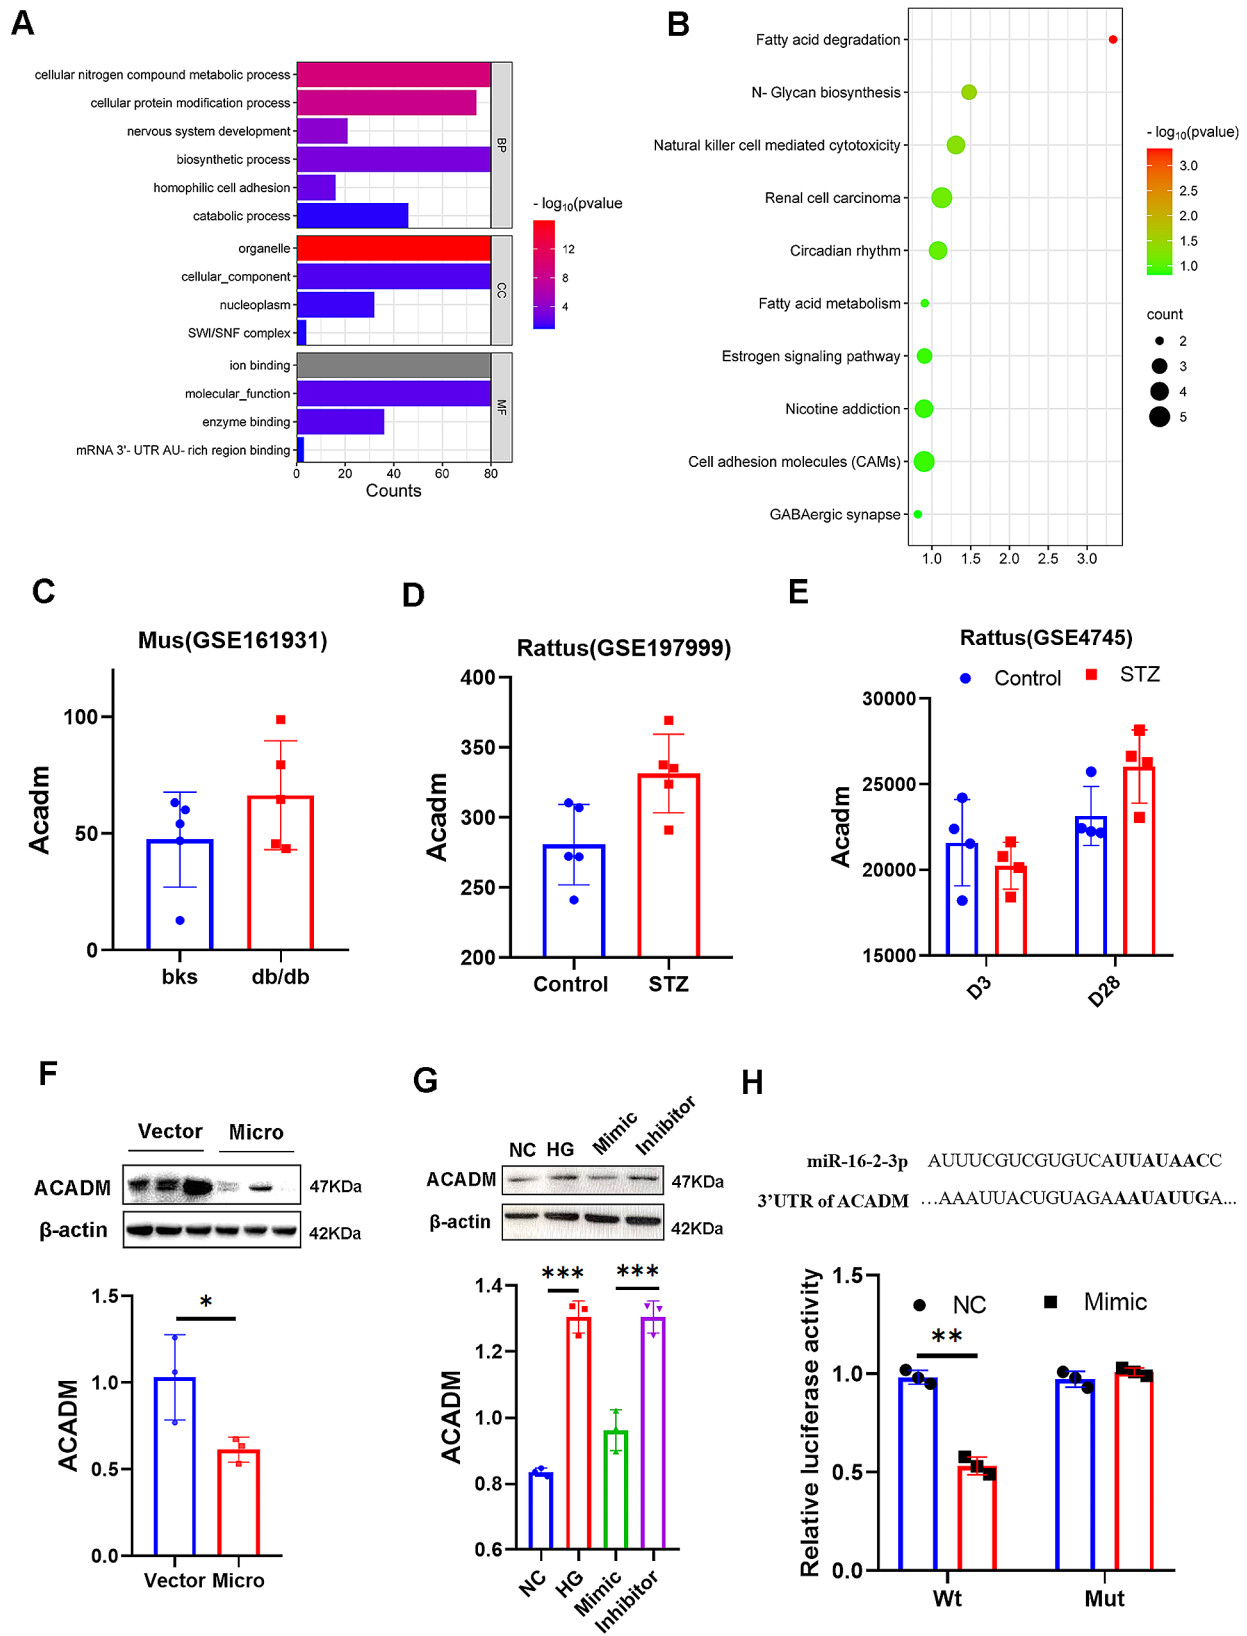 A
cellular nitrogen compound metabolic process
cellular protein modification process
nervous system development
biosynthetic process
homophilic cell adhesion
catabolic process
BP
organelle
cellular_component
nucleoplasm
SWI/SNF complex
CC
ion binding
molecular_function
enzyme binding
mRNA 3'- UTR AU- rich region binding
MF
0 20 40 60 80
Counts
- log10(pvalue
12
8
4
B
Fatty acid degradation
N- Glycan biosynthesis
Natural killer cell mediated cytotoxicity
Renal cell carcinoma
Circadian rhythm
Fatty acid metabolism
Estrogen signaling pathway
Nicotine addiction
Cell adhesion molecules (CAMs)
GABAergic synapse
1.0 1.5 2.0 2.5 3.0
- log10(pvalue)
3.0
2.5
2.0
1.5
1.0
count
2
3
4
5
C
Mus(GSE161931)
Acadm
100
50
0
bks db/db
D
Rattus(GSE197999)
Acadm
400
350
300
250
200
Control STZ
E
Rattus(GSE4745)
Control STZ
Acadm
30000
25000
20000
15000
D3 D28
F
Vector Micro
ACADM 47KDa
β-actin 42KDa
ACADM
1.5
1.0
0.5
0.0
*
Vector Micro
G
NC HG Mimic Inhibitor
ACADM 47KDa
β-actin 42KDa
ACADM
1.4
1.2
1.0
0.8
0.6
*** ***
NC HG Mimic Inhibitor
H
miR-16-2-3p AUUUCGUCGUGUCAUUAUAACC
3’UTR of ACADM …AAAUUACUGUAGAAAUAUUGA...
Relative luciferase activity
1.5
1.0
0.5
0.0
NC Mimic
**
Wt Mut